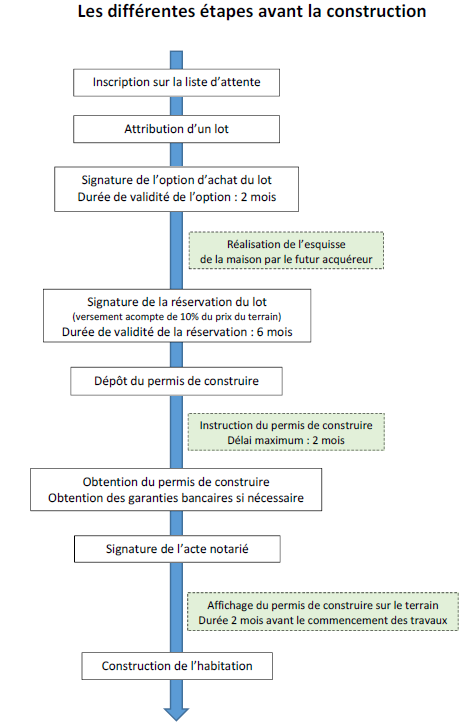 Les différentes étapes avant la construction
Inscription sur la liste d'attente
Attribution d'un lot
Signature de l'option d'achat du lot
Durée de validité de l'option : 2 mois
Réalisation de l'esquisse
de la maison par le futur acquéreur
Signature de la réservation du lot
(versement acompte de 10% du prix du terrain)
Durée de validité de la réservation : 6 mois
Dépôt du permis de construire
Instruction du permis de construire
Délai maximum : 2 mois
Obtention du permis de construire
Obtention des garanties bancaires si nécessaire
Signature de l'acte notarié
Affichage du permis de construire sur le terrain
Durée 2 mois avant le commencement des travaux
Construction de l'habitation